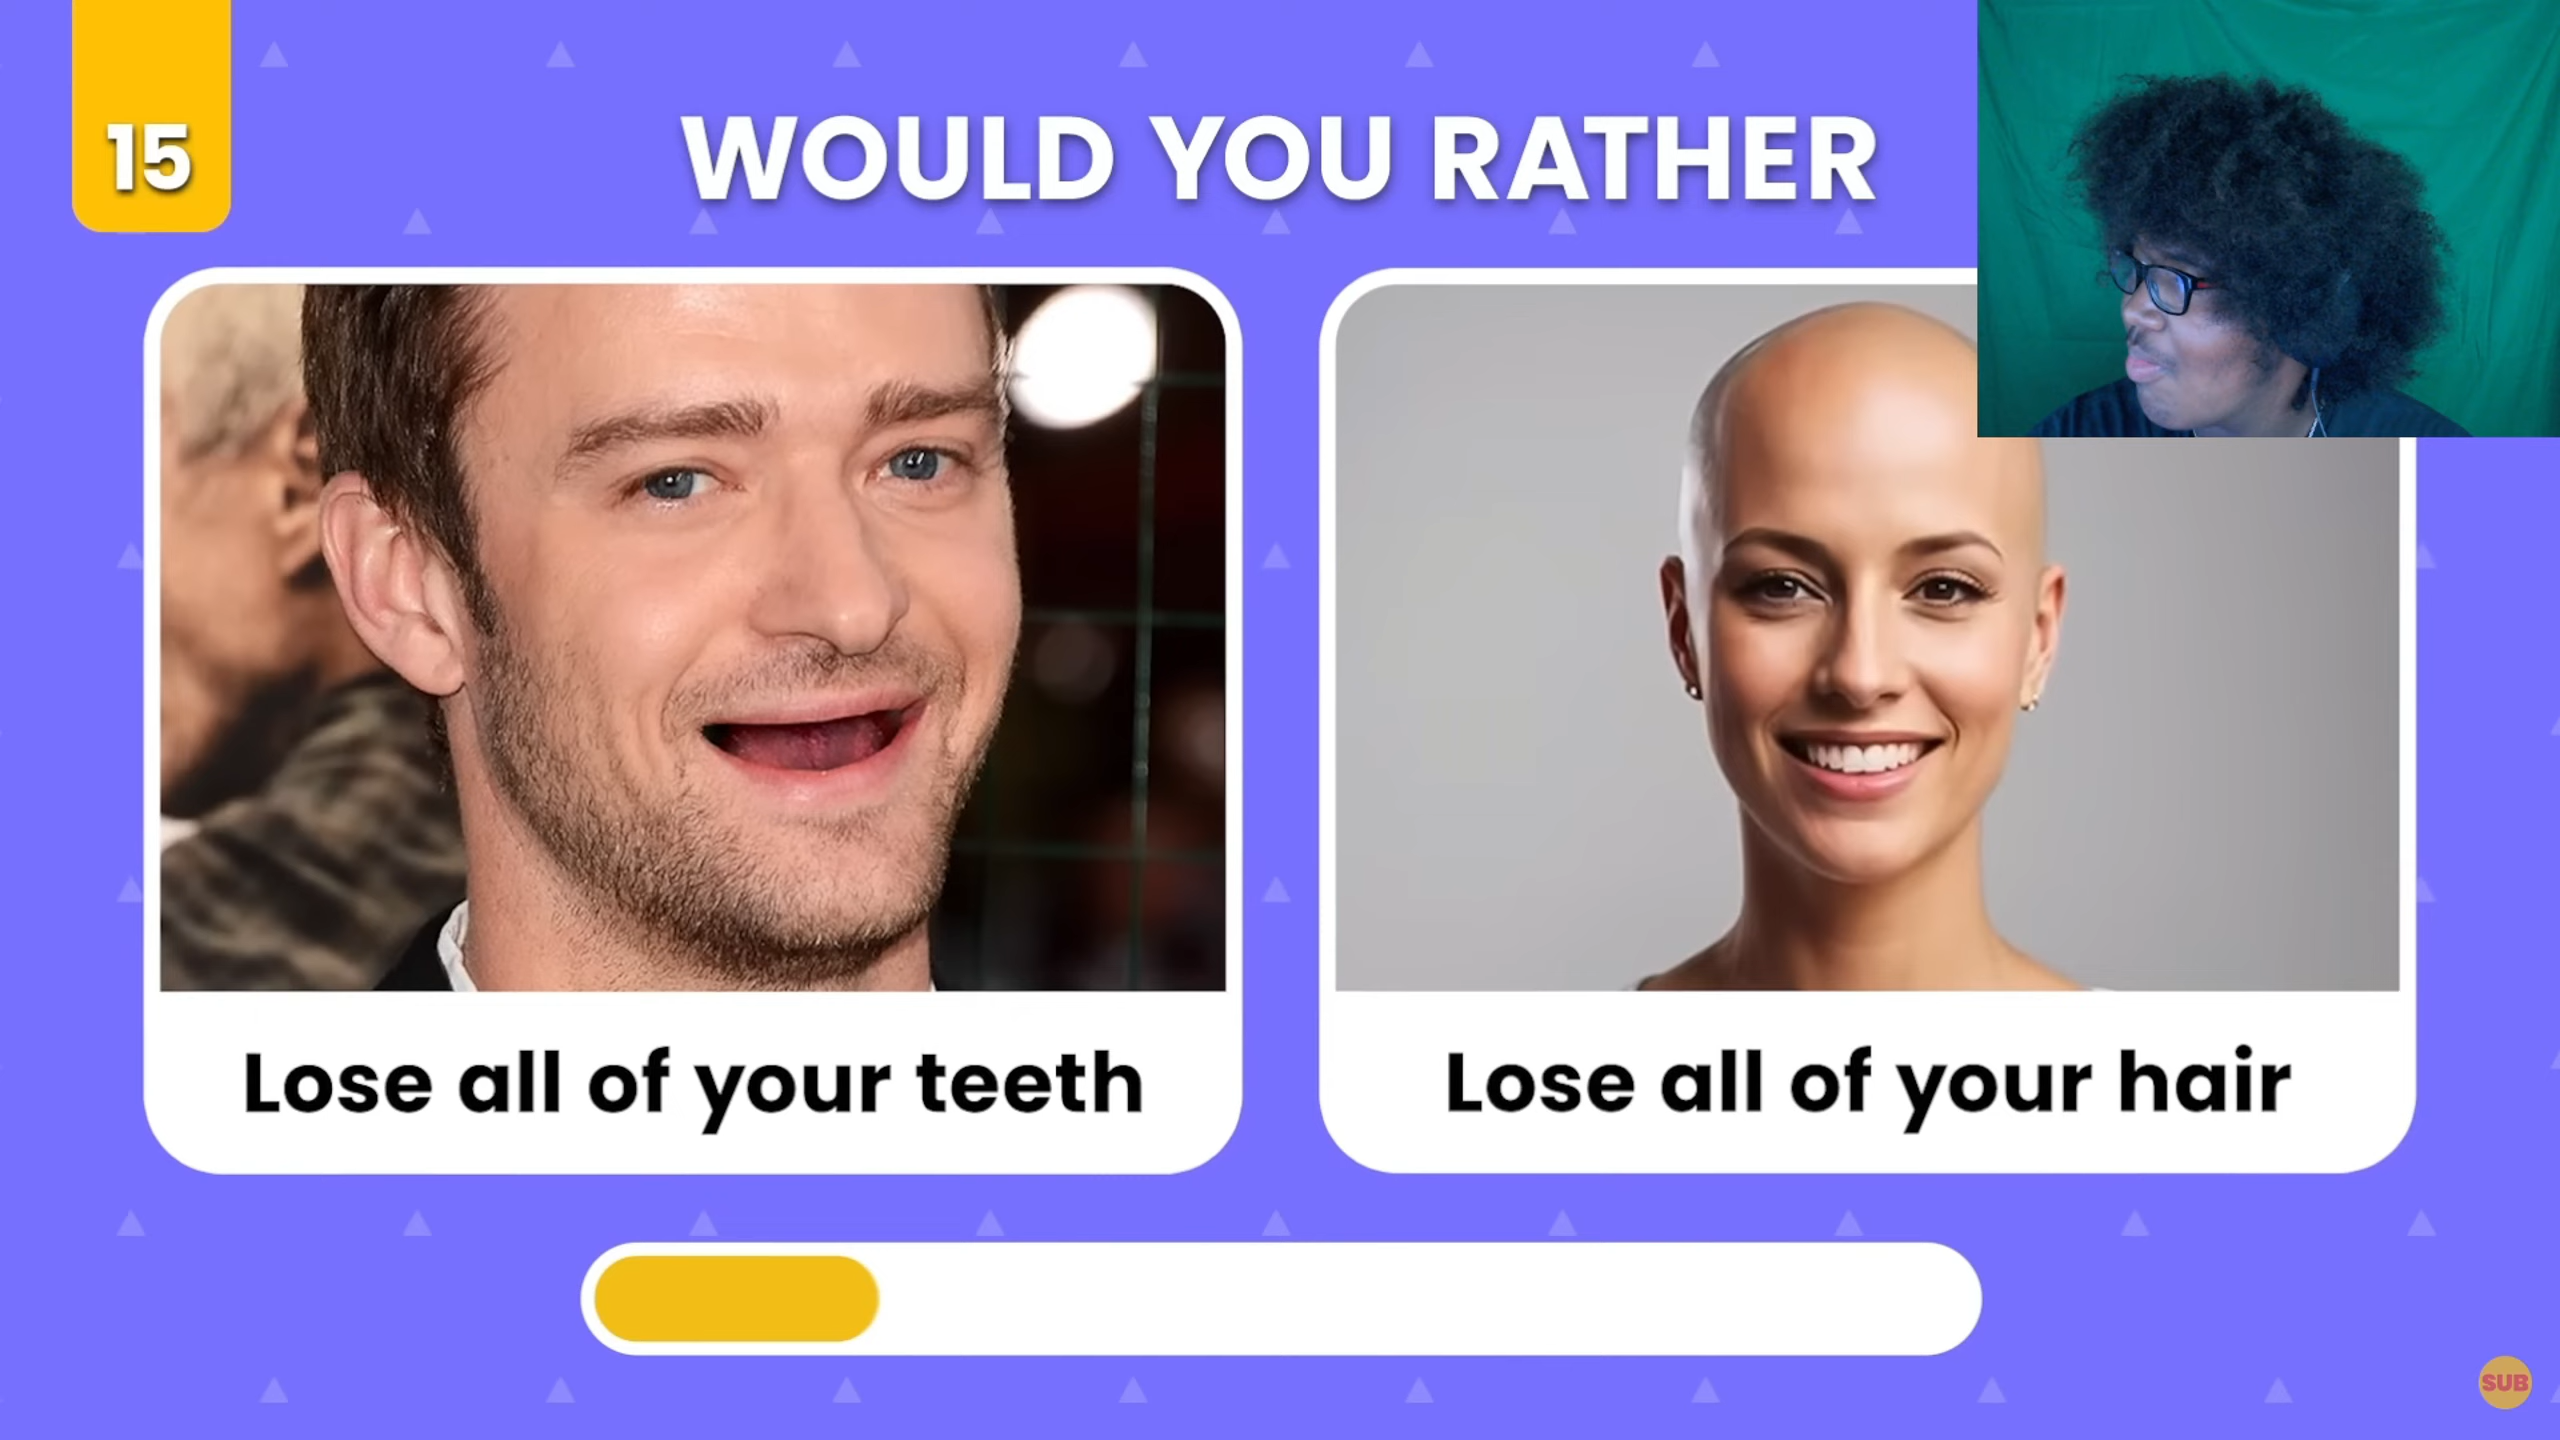 15
WOULD YOU RATHER
Lose all of your teeth
Lose all of your hair
SUB